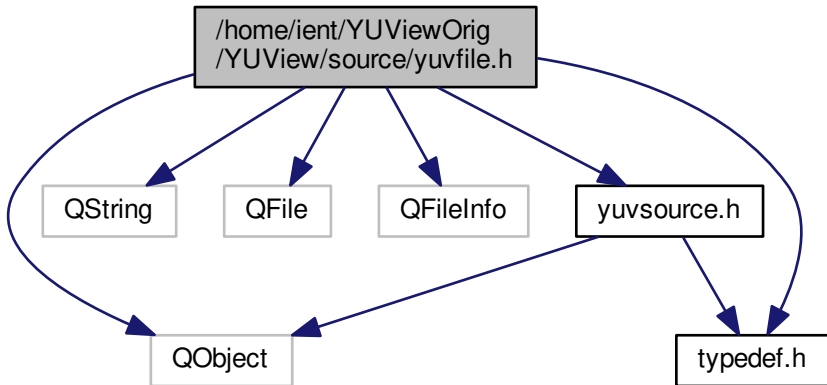 /home/ient/YUViewOrig
/YUView/source/yuvfile.h
QString
QFile
QFileInfo
yuvsource.h
QObject
typedef.h